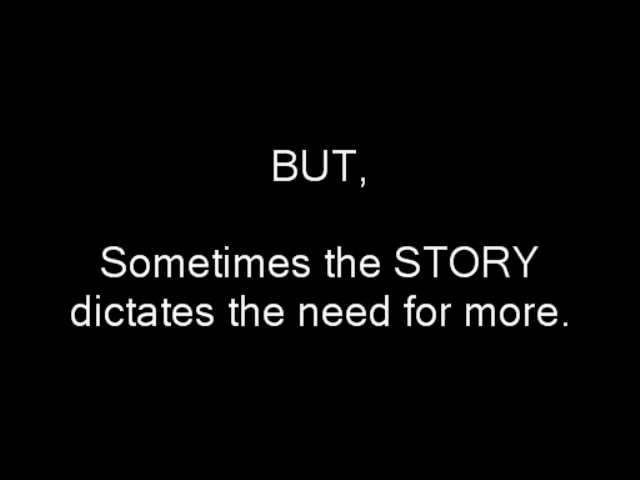 BUT,
Sometimes the STORY
dictates the need for more.